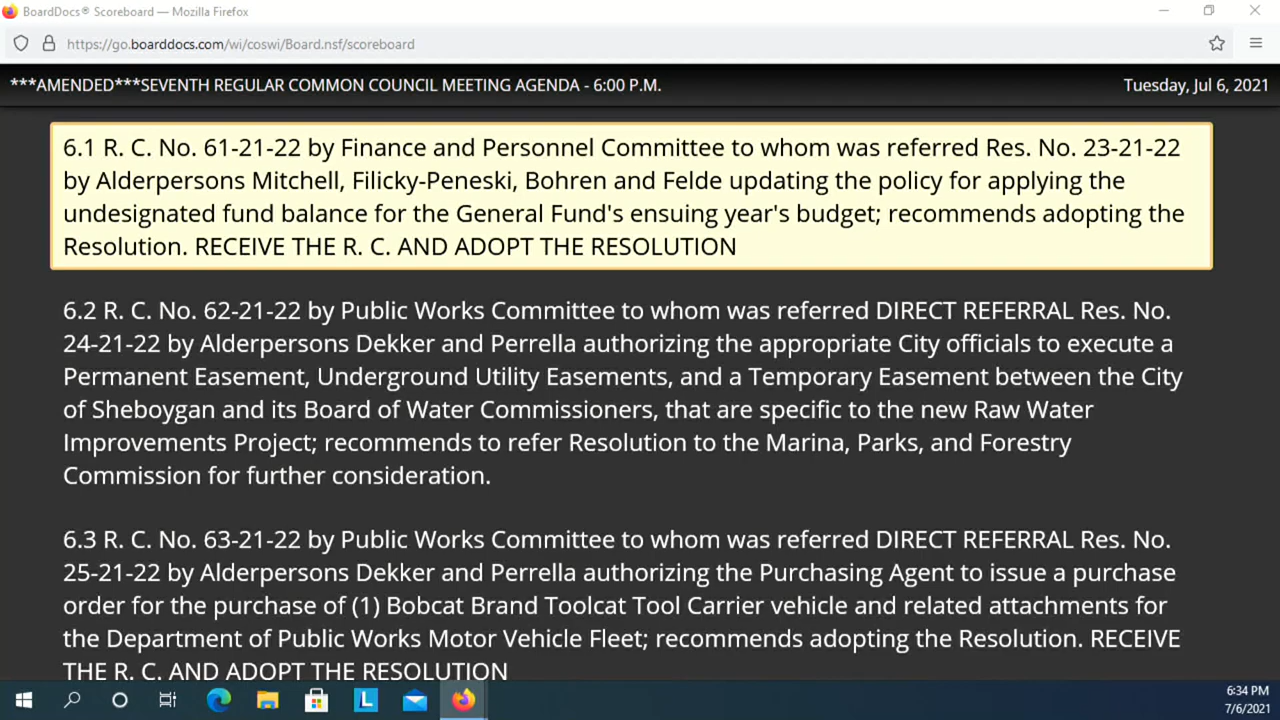 BoardDocs® Scoreboard — Mozilla Firefox
https://go.boarddocs.com/wi/coswi/Board.nsf/scoreboard
***AMENDED***SEVENTH REGULAR COMMON COUNCIL MEETING AGENDA - 6:00 P.M.
Tuesday, Jul 6, 2021
6.1 R. C. No. 61-21-22 by Finance and Personnel Committee to whom was referred Res. No. 23-21-22
by Alderpersons Mitchell, Filicky-Peneski, Bohren and Felde updating the policy for applying the
undesignated fund balance for the General Fund's ensuing year's budget; recommends adopting the
Resolution. RECEIVE THE R. C. AND ADOPT THE RESOLUTION
6.2 R. C. No. 62-21-22 by Public Works Committee to whom was referred DIRECT REFERRAL Res. No.
24-21-22 by Alderpersons Dekker and Perrella authorizing the appropriate City officials to execute a
Permanent Easement, Underground Utility Easements, and a Temporary Easement between the City
of Sheboygan and its Board of Water Commissioners, that are specific to the new Raw Water
Improvements Project; recommends to refer Resolution to the Marina, Parks, and Forestry
Commission for further consideration.
6.3 R. C. No. 63-21-22 by Public Works Committee to whom was referred DIRECT REFERRAL Res. No.
25-21-22 by Alderpersons Dekker and Perrella authorizing the Purchasing Agent to issue a purchase
order for the purchase of (1) Bobcat Brand Toolcat Tool Carrier vehicle and related attachments for
the Department of Public Works Motor Vehicle Fleet; recommends adopting the Resolution. RECEIVE
THE R. C. AND ADOPT THE RESOLUTION
L
6:34 PM
7/6/2021